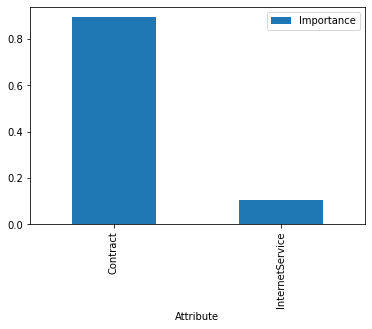 Importance
0.8
0.6
0.4
0.2
0.0
Contract
InternetService
Attribute